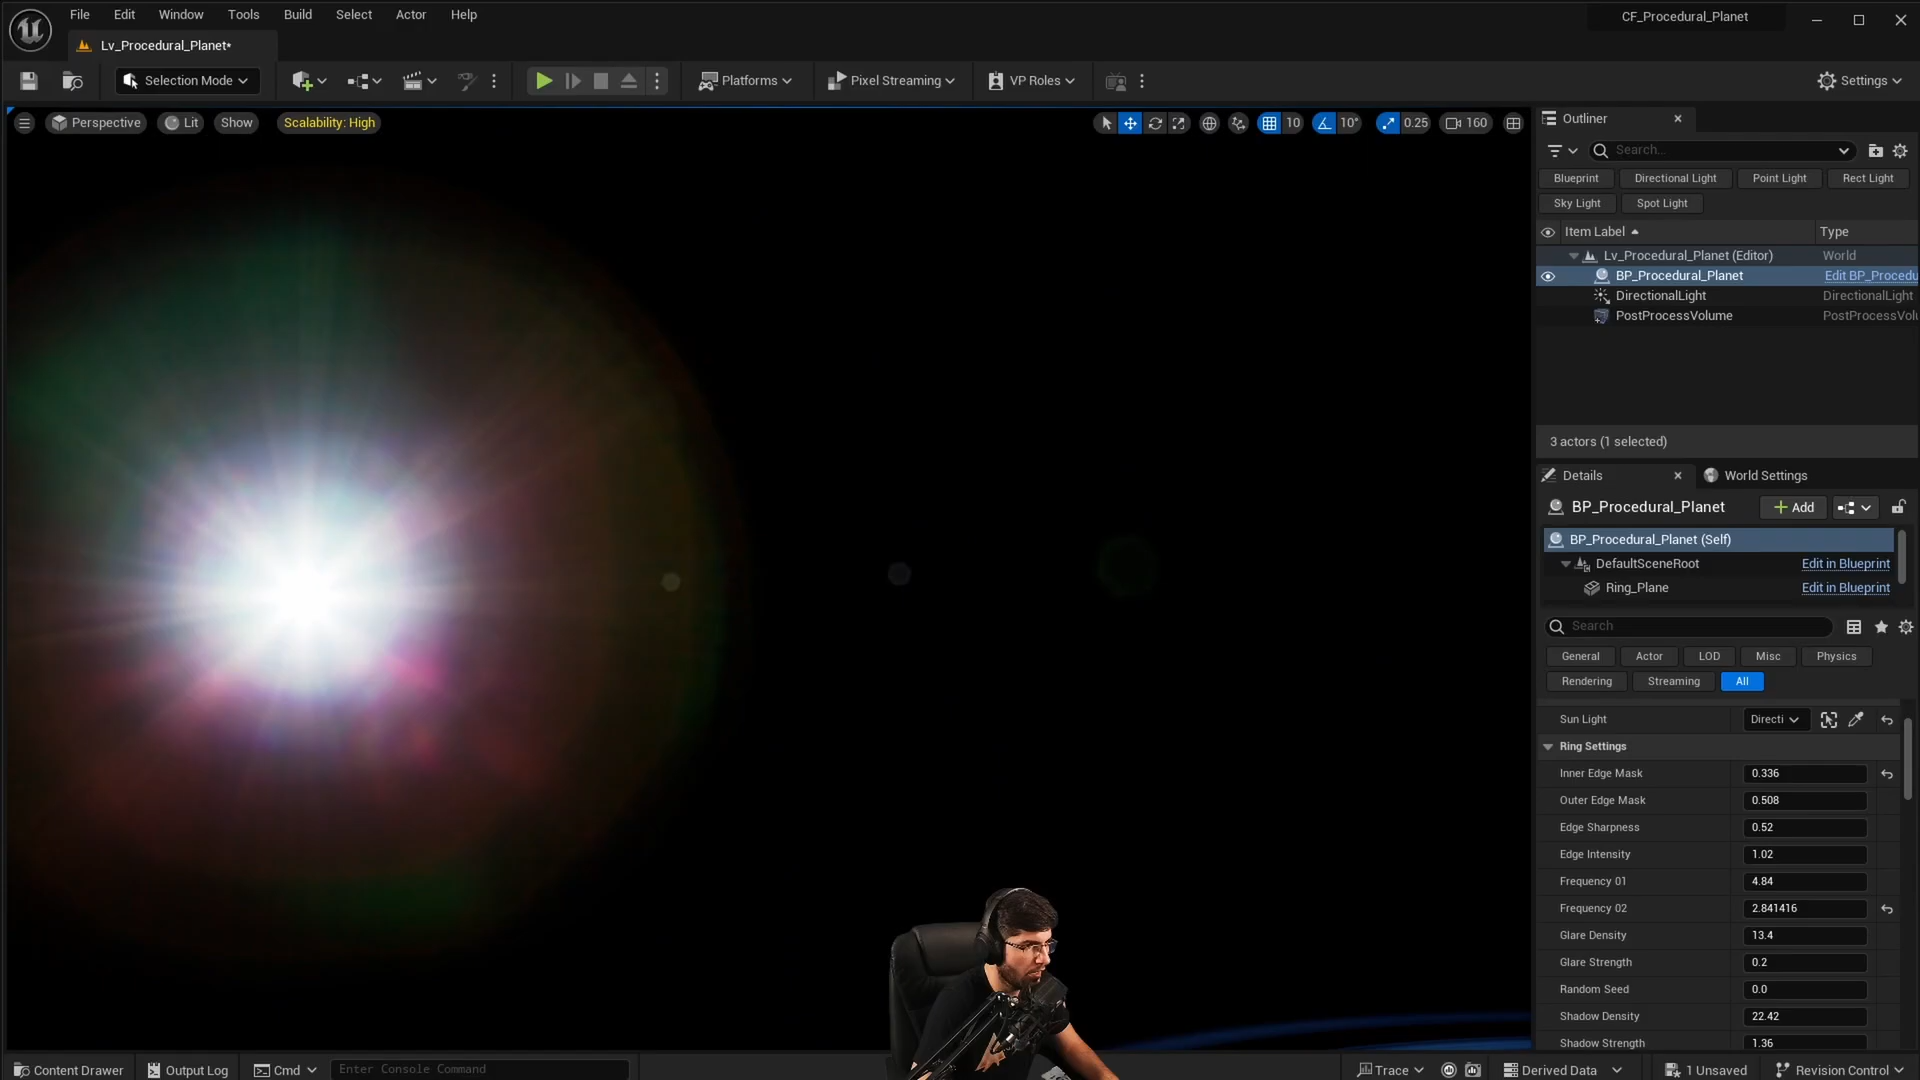 File Edit Window Tools Build Select Actor Help
CF_Procedural_Planet
Lv_Procedural_Planet*
Selection Mode
Platforms
Pixel Streaming
VP Roles
Settings
Perspective Lit Show Scalability: High
10 10° 0.25 160
Outliner
Search...
Blueprint Directional Light Point Light Rect Light
Sky Light Spot Light
Item Label Type
Lv_Procedural_Planet (Editor) World
BP_Procedural_Planet Edit BP_Procedu
DirectionalLight DirectionalLight
PostProcessVolume PostProcessVolu
3 actors (1 selected)
Details World Settings
BP_Procedural_Planet + Add
BP_Procedural_Planet (Self)
DefaultSceneRoot Edit in Blueprint
Ring_Plane Edit in Blueprint
Search
General Actor LOD Misc Physics
Rendering Streaming All
Sun Light Directi
Ring Settings
Inner Edge Mask 0.336
Outer Edge Mask 0.508
Edge Sharpness 0.52
Edge Intensity 1.02
Frequency 01 4.84
Frequency 02 2.841416
Glare Density 13.4
Glare Strength 0.2
Random Seed 0.0
Shadow Density 22.42
Shadow Strength 1.36
Content Drawer Output Log Cmd Enter Console Command Trace Derived Data 1 Unsaved Revision Control